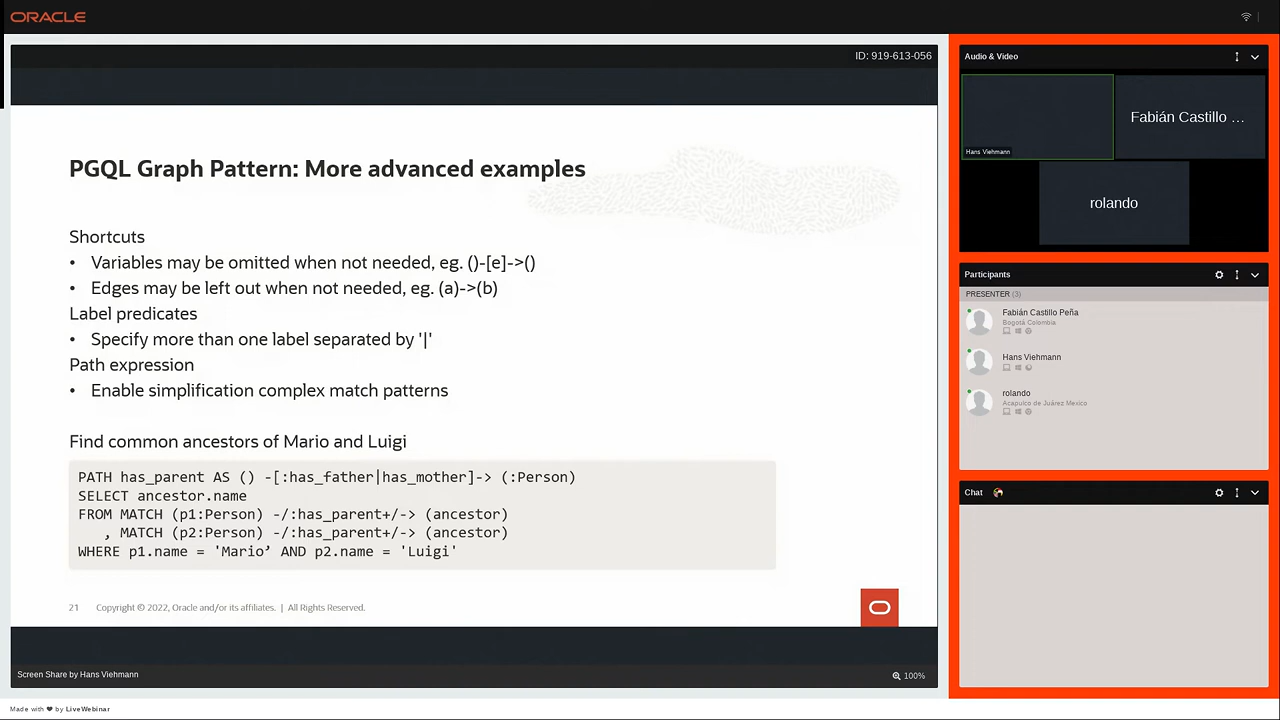 ORACLE
ID: 919-613-056
PGQL Graph Pattern: More advanced examples
Shortcuts
• Variables may be omitted when not needed, eg. ()-[e]->()
• Edges may be left out when not needed, eg. (a)->(b)
Label predicates
• Specify more than one label separated by '|'
Path expression
• Enable simplification complex match patterns
Find common ancestors of Mario and Luigi
PATH has_parent AS () -[:has_father|has_mother]-> (:Person)
SELECT ancestor.name
FROM MATCH (p1:Person) -/:has_parent+/-> (ancestor)
, MATCH (p2:Person) -/:has_parent+/-> (ancestor)
WHERE p1.name = 'Mario’ AND p2.name = 'Luigi'
21 Copyright © 2022, Oracle and/or its affiliates. | All Rights Reserved.
Screen Share by Hans Viehmann
100%
Made with ❤ by LiveWebinar
Audio & Video
Hans Viehmann
Fabián Castillo ...
rolando
Participants
PRESENTER (3)
Fabián Castillo Peña
Bogotá Colombia
Hans Viehmann
rolando
Acapulco de Juárez Mexico
Chat